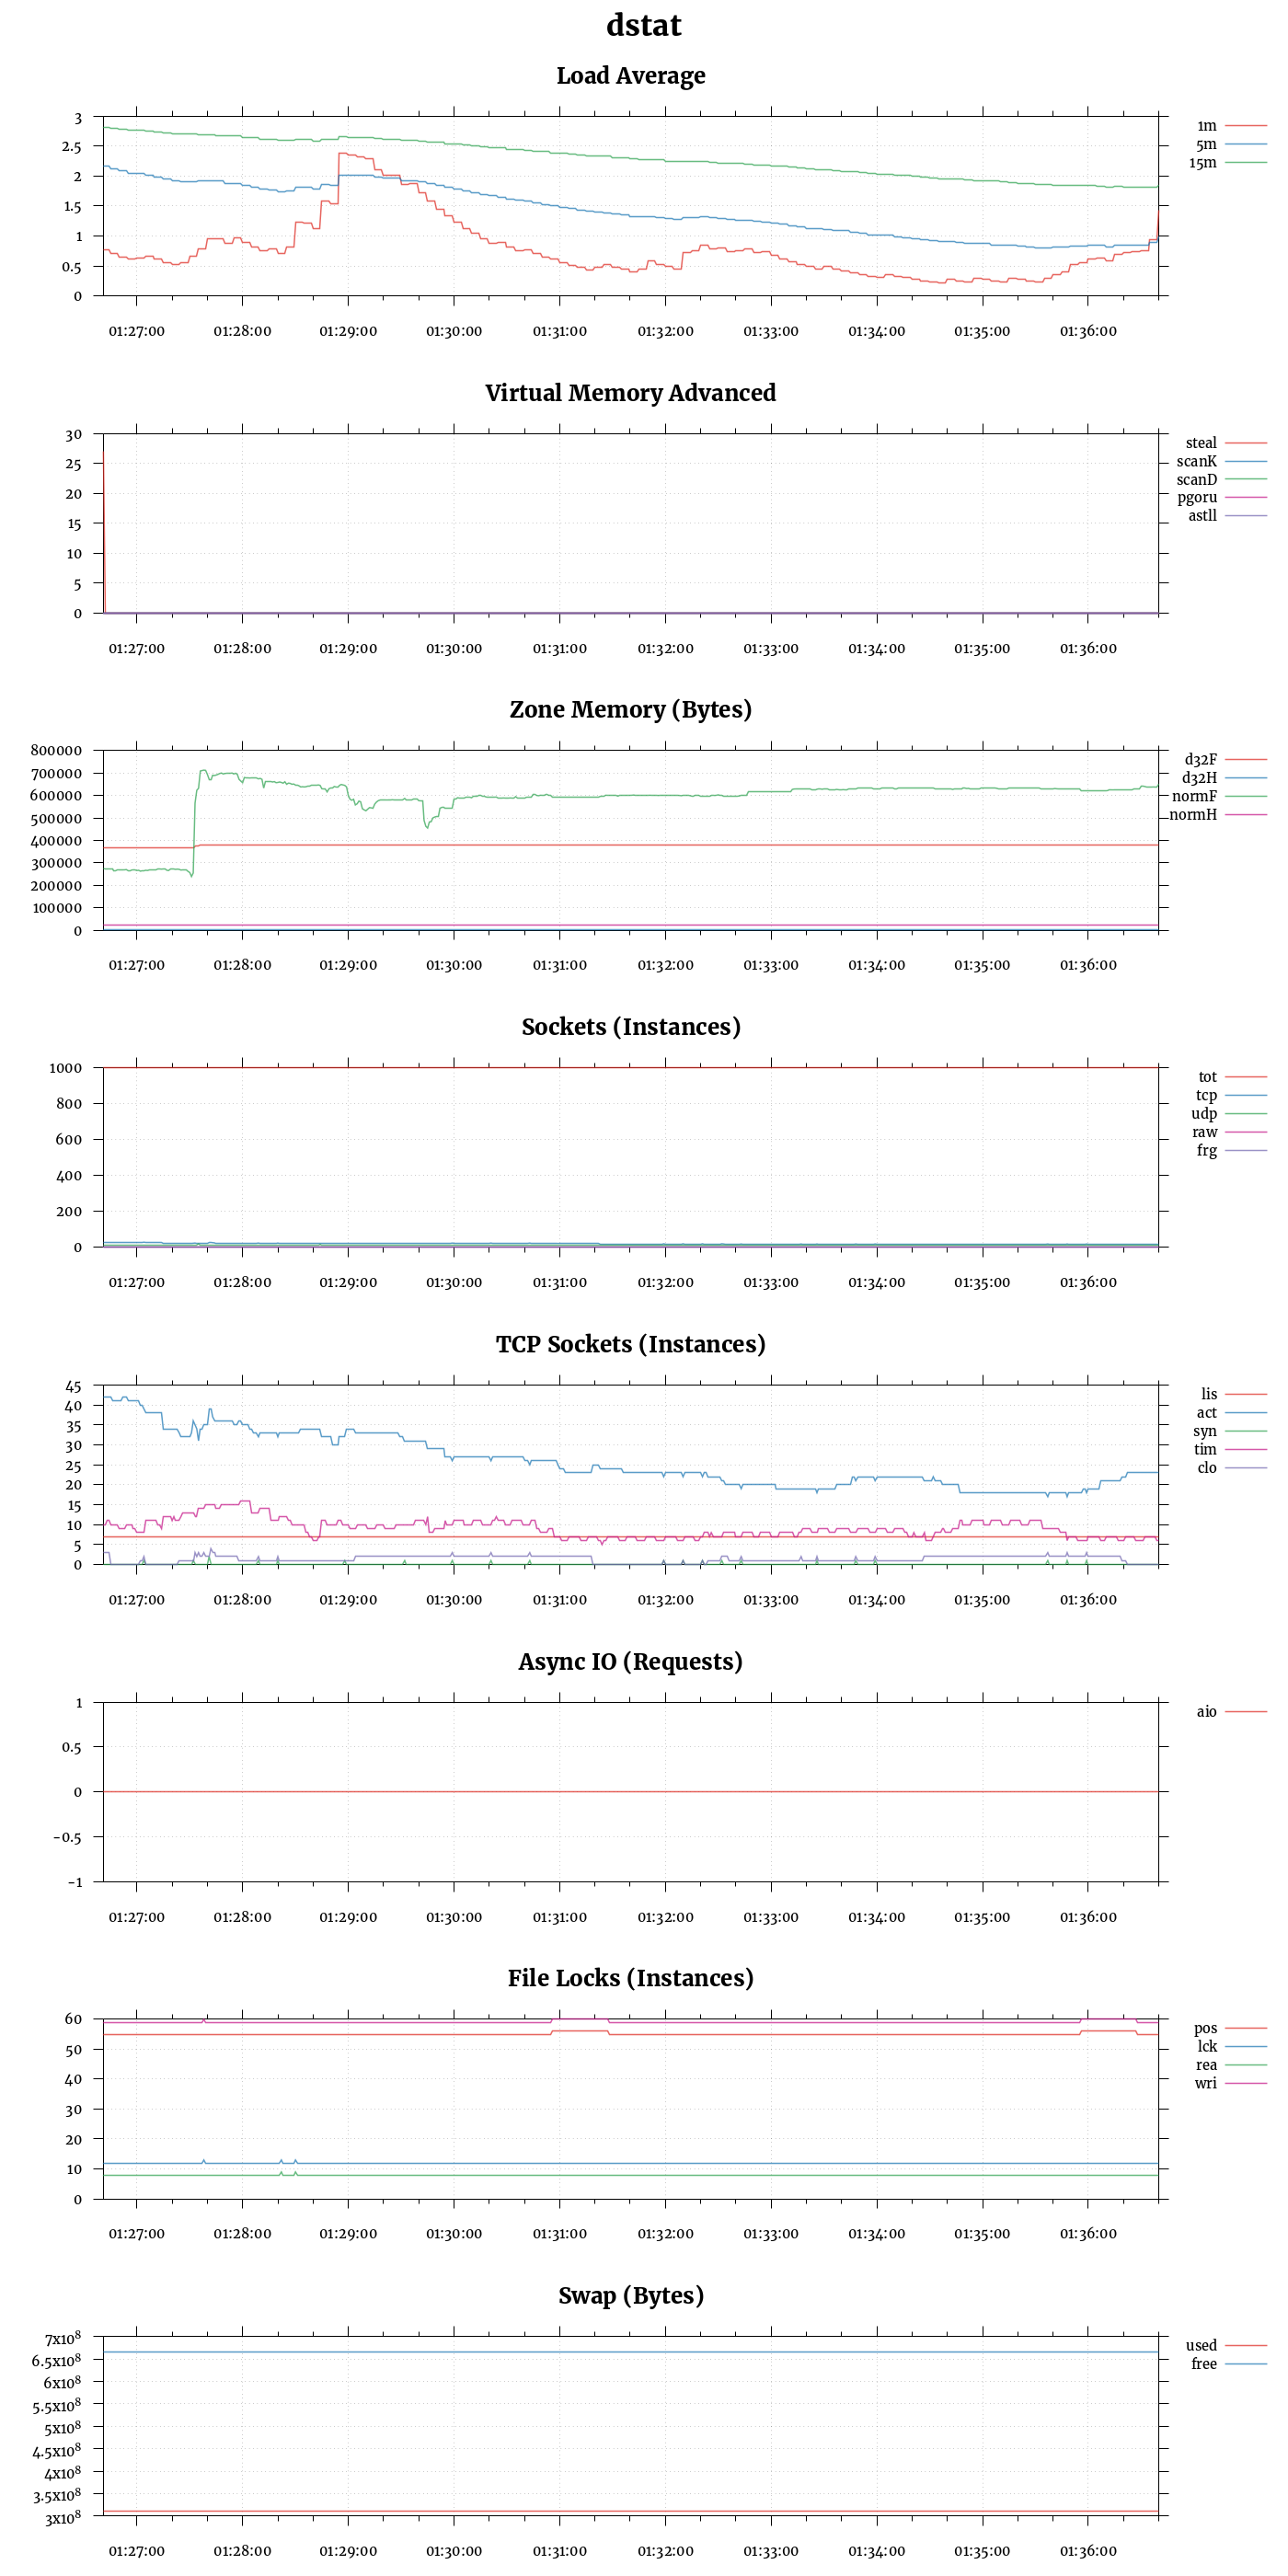 dstat
Load Average
3
2.5
2
1.5
1
0.5
0
01:27:00 01:28:00 01:29:00 01:30:00 01:31:00 01:32:00 01:33:00 01:34:00 01:35:00 01:36:00
1m
5m
15m
Virtual Memory Advanced
30
25
20
15
10
5
0
01:27:00 01:28:00 01:29:00 01:30:00 01:31:00 01:32:00 01:33:00 01:34:00 01:35:00 01:36:00
steal
scanK
scanD
pgoru
astll
Zone Memory (Bytes)
800000
700000
600000
500000
400000
300000
200000
100000
0
01:27:00 01:28:00 01:29:00 01:30:00 01:31:00 01:32:00 01:33:00 01:34:00 01:35:00 01:36:00
d32F
d32H
normF
normH
Sockets (Instances)
1000
800
600
400
200
0
01:27:00 01:28:00 01:29:00 01:30:00 01:31:00 01:32:00 01:33:00 01:34:00 01:35:00 01:36:00
tot
tcp
udp
raw
frg
TCP Sockets (Instances)
45
40
35
30
25
20
15
10
5
0
01:27:00 01:28:00 01:29:00 01:30:00 01:31:00 01:32:00 01:33:00 01:34:00 01:35:00 01:36:00
lis
act
syn
tim
clo
Async IO (Requests)
1
0.5
0
-0.5
-1
01:27:00 01:28:00 01:29:00 01:30:00 01:31:00 01:32:00 01:33:00 01:34:00 01:35:00 01:36:00
aio
File Locks (Instances)
60
50
40
30
20
10
0
01:27:00 01:28:00 01:29:00 01:30:00 01:31:00 01:32:00 01:33:00 01:34:00 01:35:00 01:36:00
pos
lck
rea
wri
Swap (Bytes)
7x10⁸
6.5x10⁸
6x10⁸
5.5x10⁸
5x10⁸
4.5x10⁸
4x10⁸
3.5x10⁸
3x10⁸
01:27:00 01:28:00 01:29:00 01:30:00 01:31:00 01:32:00 01:33:00 01:34:00 01:35:00 01:36:00
used
free